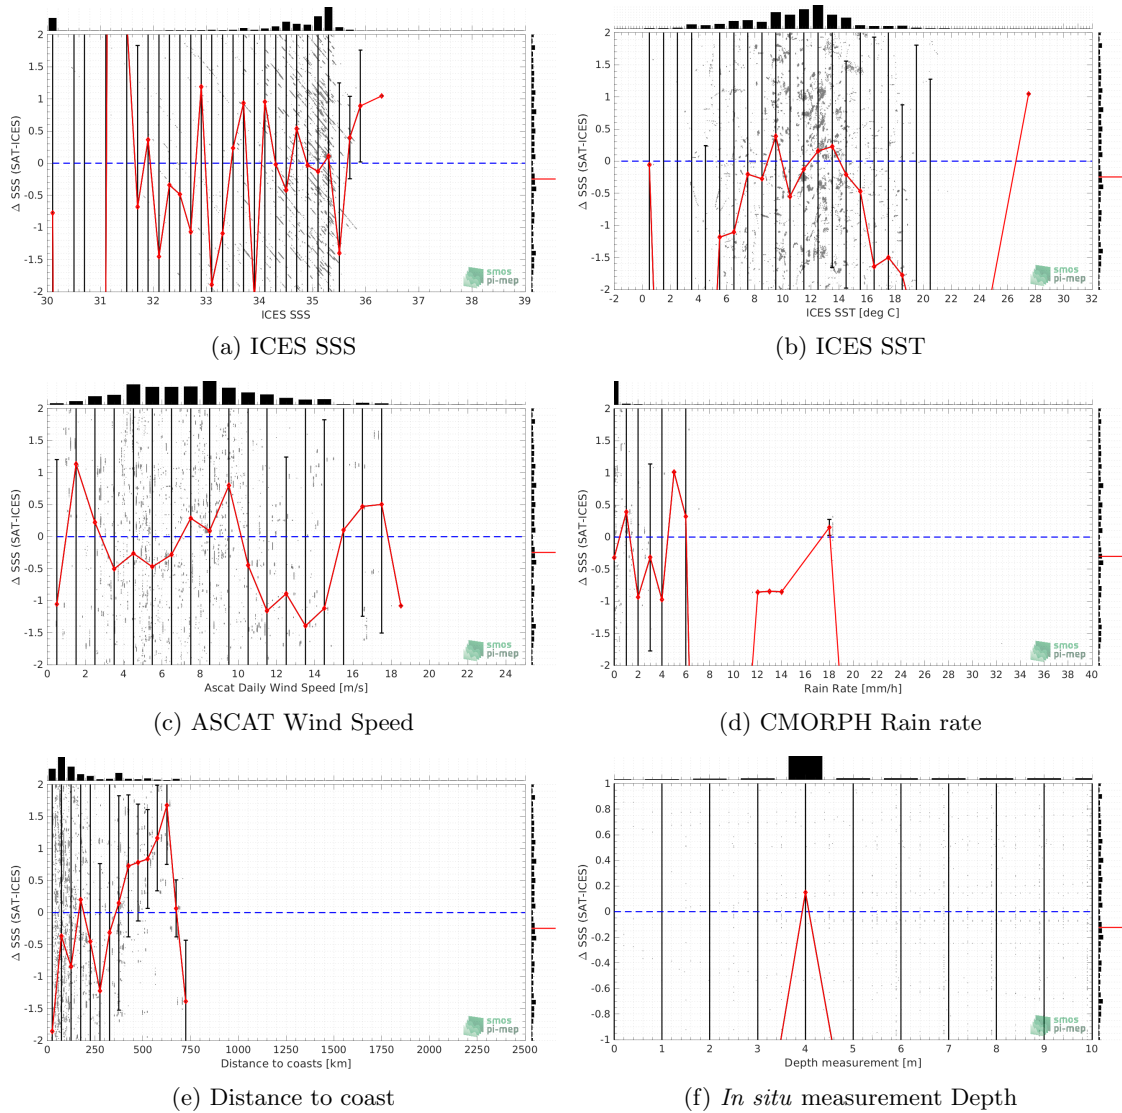 2
1.5
1
0.5
0
-0.5
-1
-1.5
-2
Δ SSS (SAT-ICES)
30 31 32 33 34 35 36 37 38 39
ICES SSS
smos
pi-mep
(a) ICES SSS
2
1.5
1
0.5
0
-0.5
-1
-1.5
-2
Δ SSS (SAT-ICES)
-2 0 2 4 6 8 10 12 14 16 18 20 22 24 26 28 30 32
ICES SST [deg C]
smos
pi-mep
(b) ICES SST
2
1.5
1
0.5
0
-0.5
-1
-1.5
-2
Δ SSS (SAT-ICES)
0 2 4 6 8 10 12 14 16 18 20 22 24
Ascat Daily Wind Speed [m/s]
smos
pi-mep
(c) ASCAT Wind Speed
2
1.5
1
0.5
0
-0.5
-1
-1.5
-2
Δ SSS (SAT-ICES)
0 2 4 6 8 10 12 14 16 18 20 22 24 26 28 30 32 34 36 38 40
Rain Rate [mm/h]
smos
pi-mep
(d) CMORPH Rain rate
2
1.5
1
0.5
0
-0.5
-1
-1.5
-2
Δ SSS (SAT-ICES)
0 250 500 750 1000 1250 1500 1750 2000 2250 2500
Distance to coasts [km]
smos
pi-mep
(e) Distance to coast
1
0.8
0.6
0.4
0.2
0
-0.2
-0.4
-0.6
-0.8
-1
Δ SSS (SAT-ICES)
0 1 2 3 4 5 6 7 8 9 10
Depth measurement [m]
smos
pi-mep
(f) In situ measurement Depth